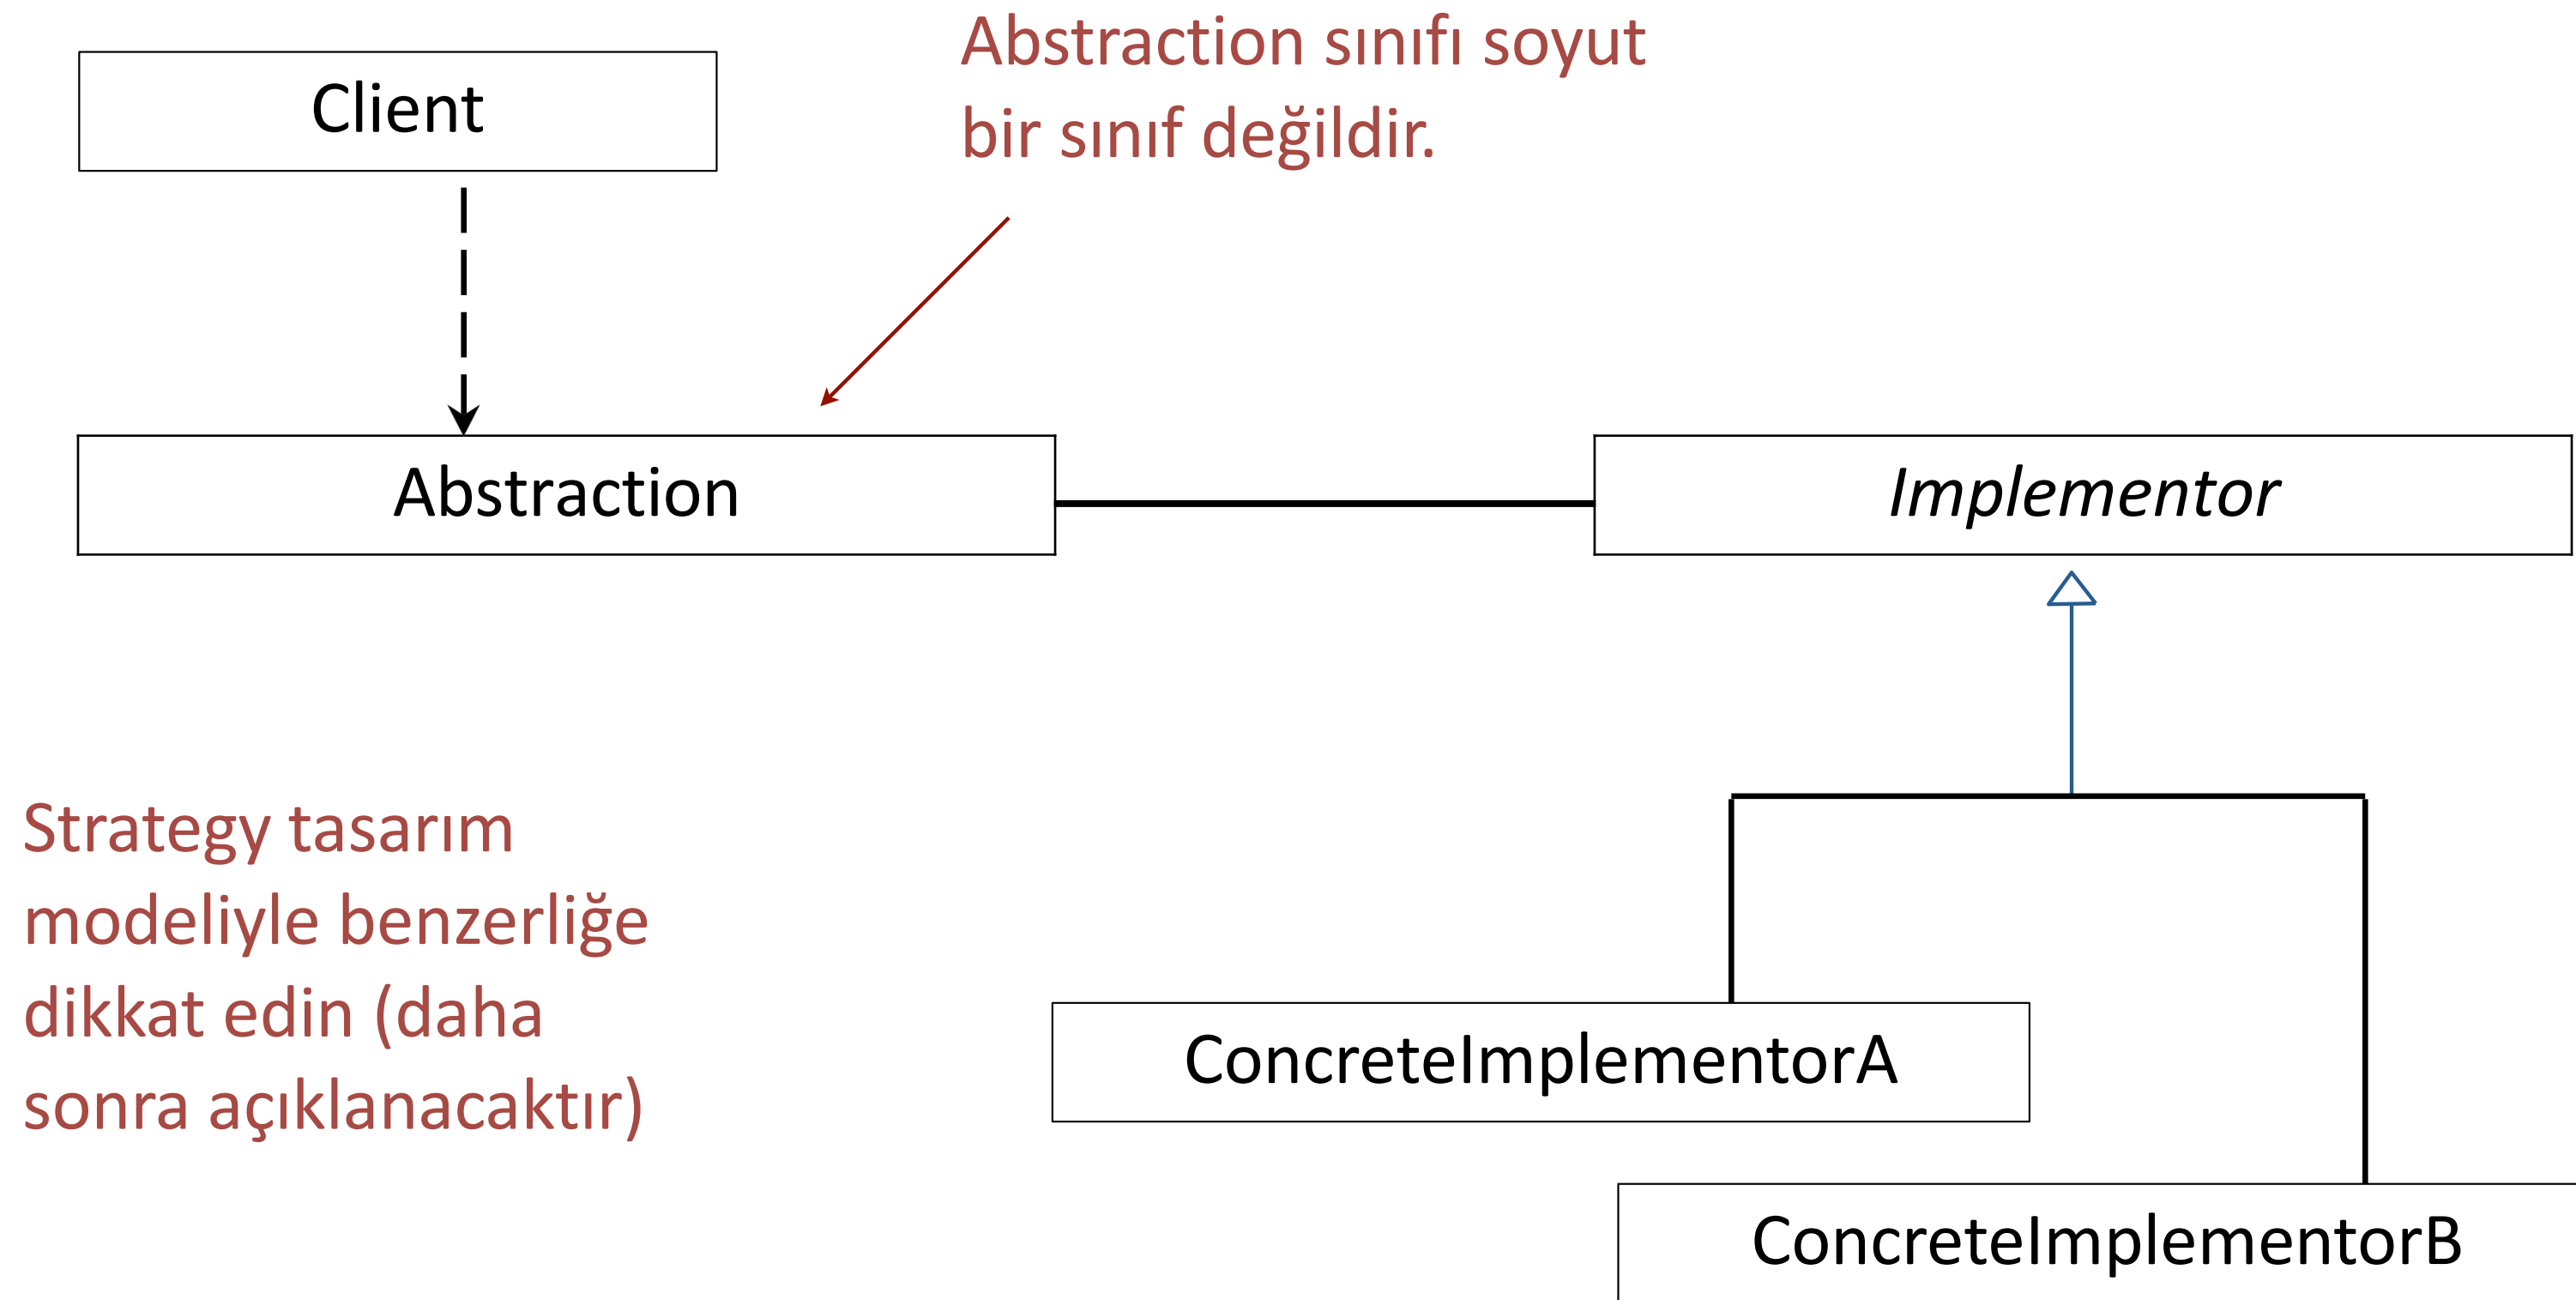 Abstraction sınıfı soyut
bir sınıf değildir.
Client
Abstraction
Implementor
Strategy tasarım
modeliyle benzerliğe
dikkat edin (daha
sonra açıklanacaktır)
ConcreteImplementorA
ConcreteImplementorB